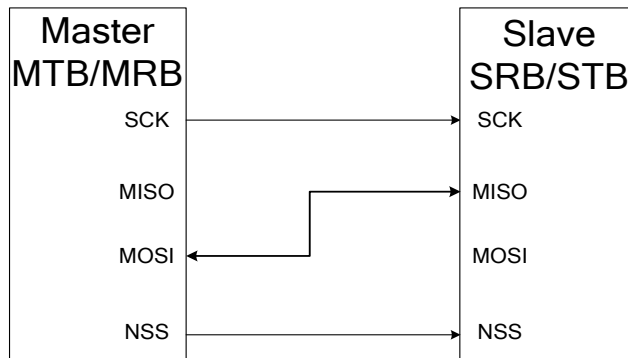 Master
MTB/MRB
SCK
MISO
MOSI
NSS
Slave
SRB/STB
SCK
MISO
MOSI
NSS